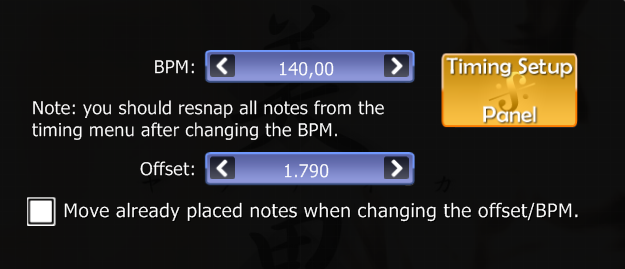 BPM: 140,00
Timing Setup
Panel
Note: you should resnap all notes from the
timing menu after changing the BPM.
Offset: 1.790
Move already placed notes when changing the offset/BPM.